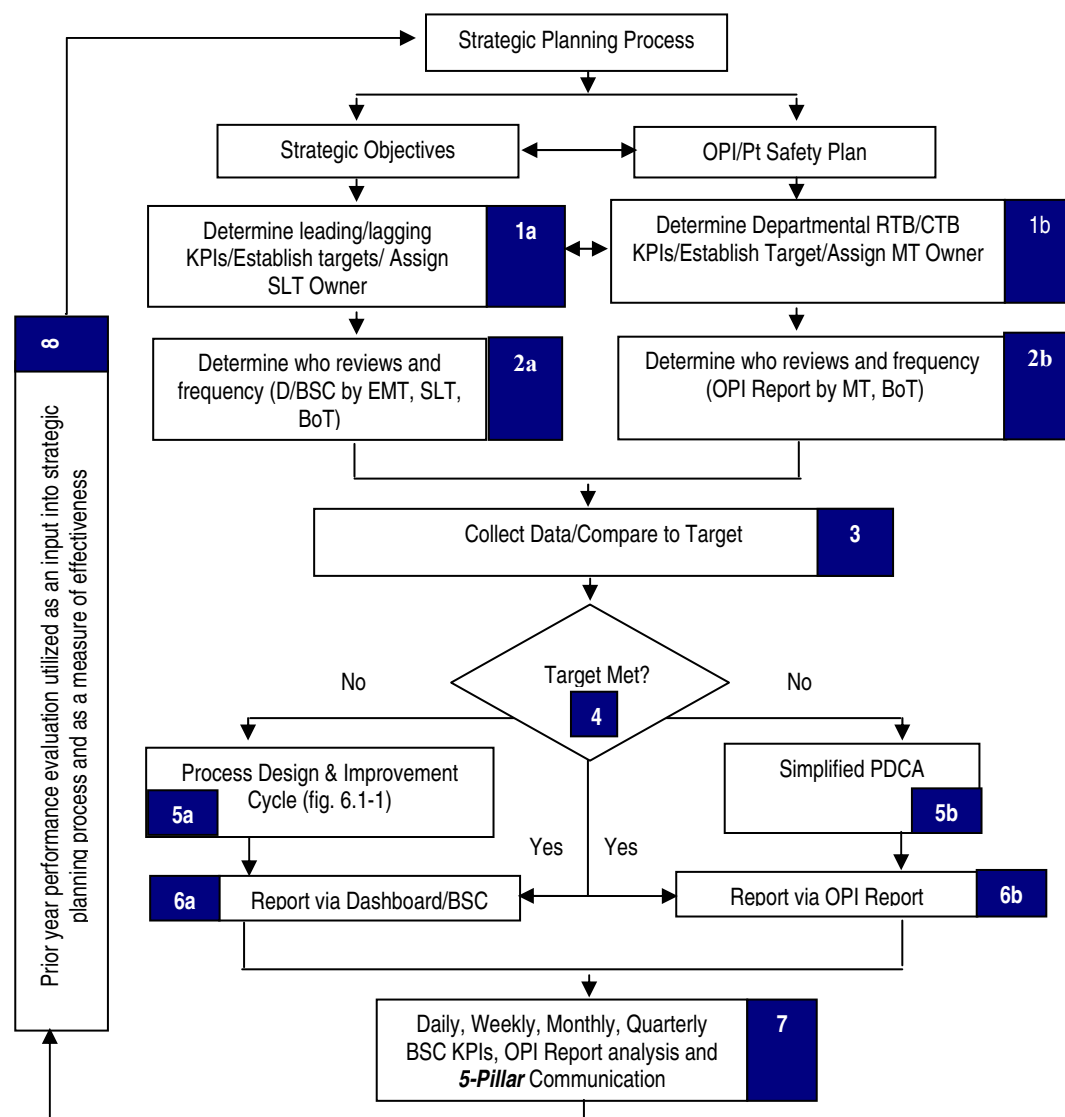 Strategic Planning Process
Strategic Objectives
OPI/Pt Safety Plan
Determine leading/lagging
KPIs/Establish targets/ Assign
SLT Owner
1a
Determine Departmental RTB/CTB
KPIs/Establish Target/Assign MT Owner
1b
Determine who reviews and
frequency (D/BSC by EMT, SLT,
BoT)
2a
Determine who reviews and frequency
(OPI Report by MT, BoT)
2b
Collect Data/Compare to Target
3
Target Met?
4
No
No
Process Design & Improvement
Cycle (fig. 6.1-1)
5a
Simplified PDCA
5b
Yes
Yes
6a
Report via Dashboard/BSC
Report via OPI Report
6b
Daily, Weekly, Monthly, Quarterly
BSC KPIs, OPI Report analysis and
5-Pillar Communication
7
8
Prior year performance evaluation utilized as an input into strategic
planning process and as a measure of effectiveness